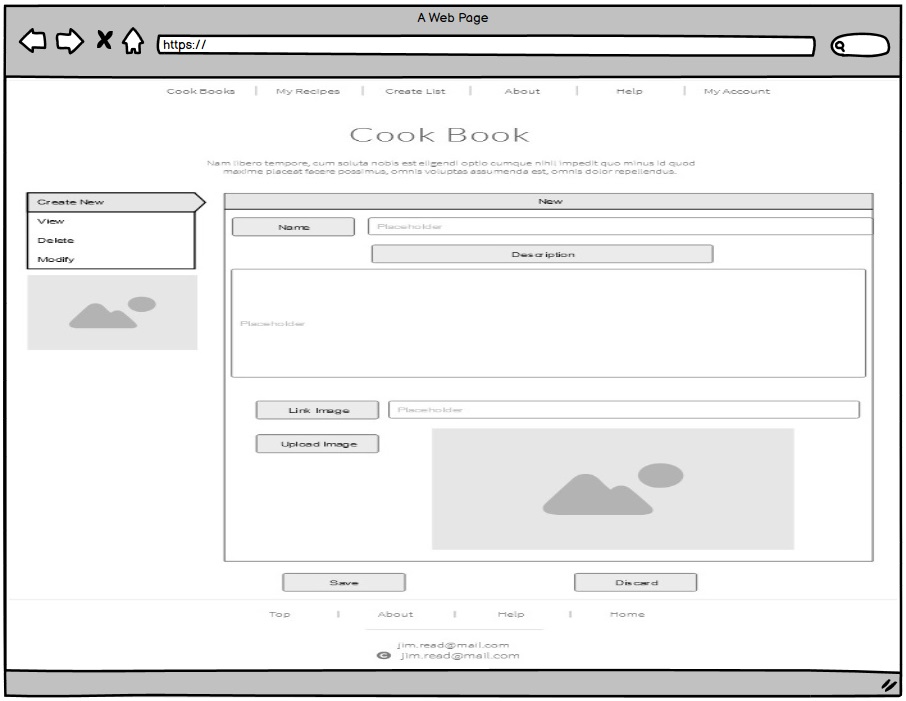 A Web Page
https://
Cook Books | My Recipes | Create List | About | Help | My Account
Cook Book
Nam libero tempore, cum soluta nobis est eligendi optio cumque nihil impedit quo minus id quod
maxime placeat facere possimus, omnis voluptas assumenda est, omnis dolor repellendus.
Create New
View
Delete
Modify
New
Name
Placeholder
Description
Placeholder
Link Image
Placeholder
Upload Image
Save
Discard
Top | About | Help | Home
jim.read@mail.com
© jim.read@mail.com